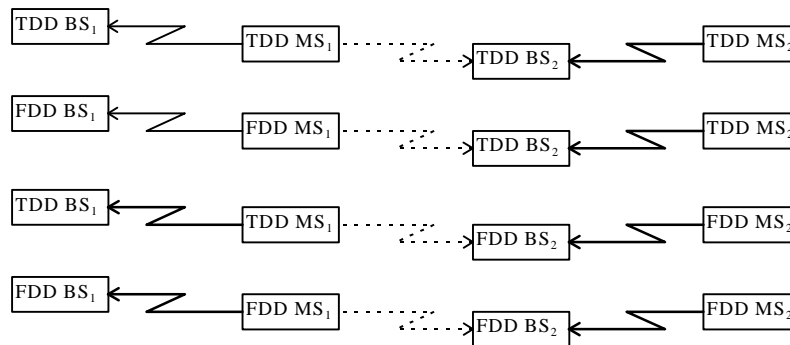 TDD BS₁ TDD MS₁ TDD BS₂ TDD MS₂
FDD BS₁ FDD MS₁ TDD BS₂ TDD MS₂
TDD BS₁ TDD MS₁ FDD BS₂ FDD MS₂
FDD BS₁ FDD MS₁ FDD BS₂ FDD MS₂